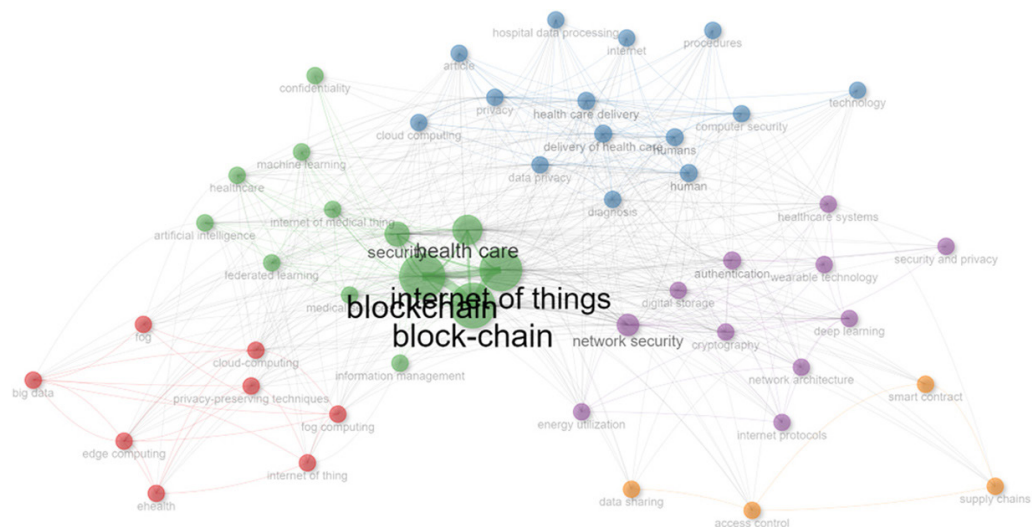 hospital data processing
internet
procedures
article
confidentiality
technology
privacy
health care delivery
computer security
cloud computing
delivery of health care
humans
machine learning
data privacy
human
healthcare
diagnosis
internet of medical thing
healthcare systems
artificial intelligence
security
health care
security and privacy
federated learning
authentication
wearable technology
medical
internet of things
digital storage
blockchain
block-chain
network security
cryptography
deep learning
fog
cloud-computing
information management
network architecture
big data
privacy-preserving techniques
smart contract
fog computing
energy utilization
internet protocols
edge computing
internet of thing
data sharing
supply chains
ehealth
access control